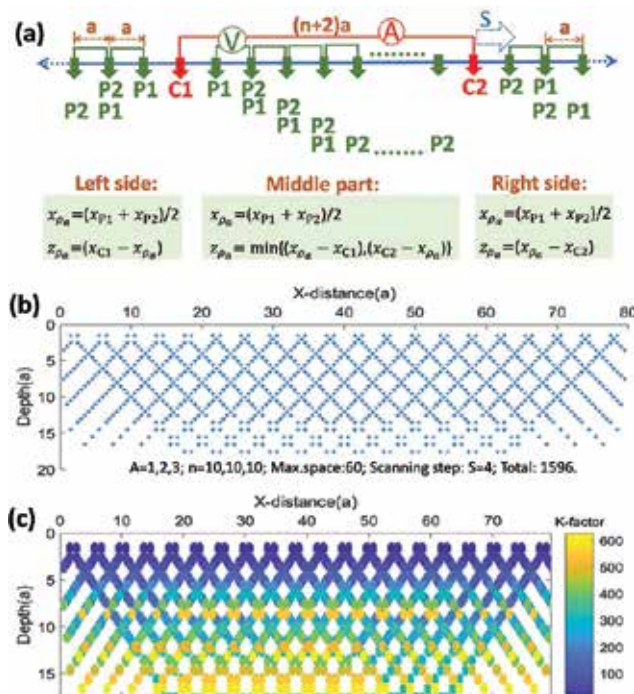 (a)
a a (n+2)a A S a
V
P2 P1 C1 P1 P2 C2 P2 P1
P2 P1 P1 P2 P2 P1
P1 P2
P1 P2 ...... P2
Left side: Middle part: Right side:
xρa=(xP1 + xP2)/2 xρa=(xP1 + xP2)/2 xρa=(xP1 + xP2)/2
zρa=(xC1 − xρa) zρa= min{(xρa − xC1),(xC2 − xρa)} zρa=(xρa − xC2)
(b)
X-distance(a)
0 10 20 30 40 50 60 70 80
0
5
10
15
20
Depth(a)
A=1,2,3; n=10,10,10; Max.space:60; Scanning step: S=4; Total: 1596.
(c)
X-distance(a)
0 10 20 30 40 50 60 70
K-factor
0
5
10
15
Depth(a)
600
500
400
300
200
100